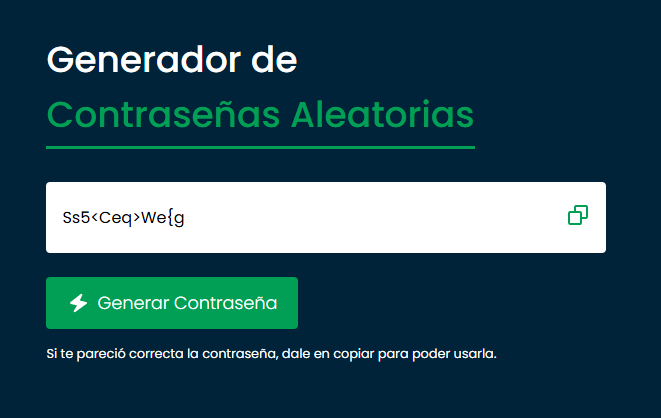 Generador de
Contraseñas Aleatorias
Ss5<Ceq>We{g
Generar Contraseña
Si te pareció correcta la contraseña, dale en copiar para poder usarla.